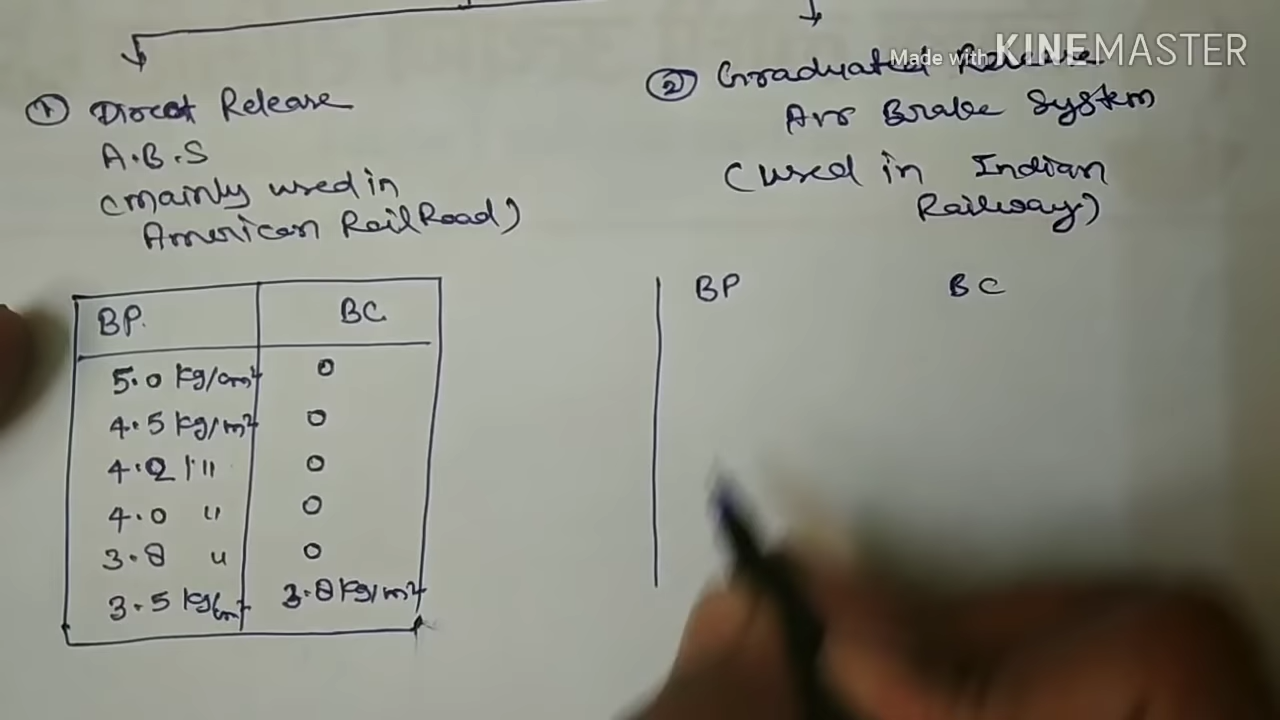 Made with KINEMASTER
① Direct Release
A.B.S
(mainly used in
American RailRoad)
② Graduated Release
Air Brake System
(used in Indian
Railway)
BP. BC
5.0 kg/cm² 0
4.5 kg/m² 0
4.2 " 0
4.0 " 0
3.8 " 0
3.5 kg/m² 3.8 kg/m²
BP BC